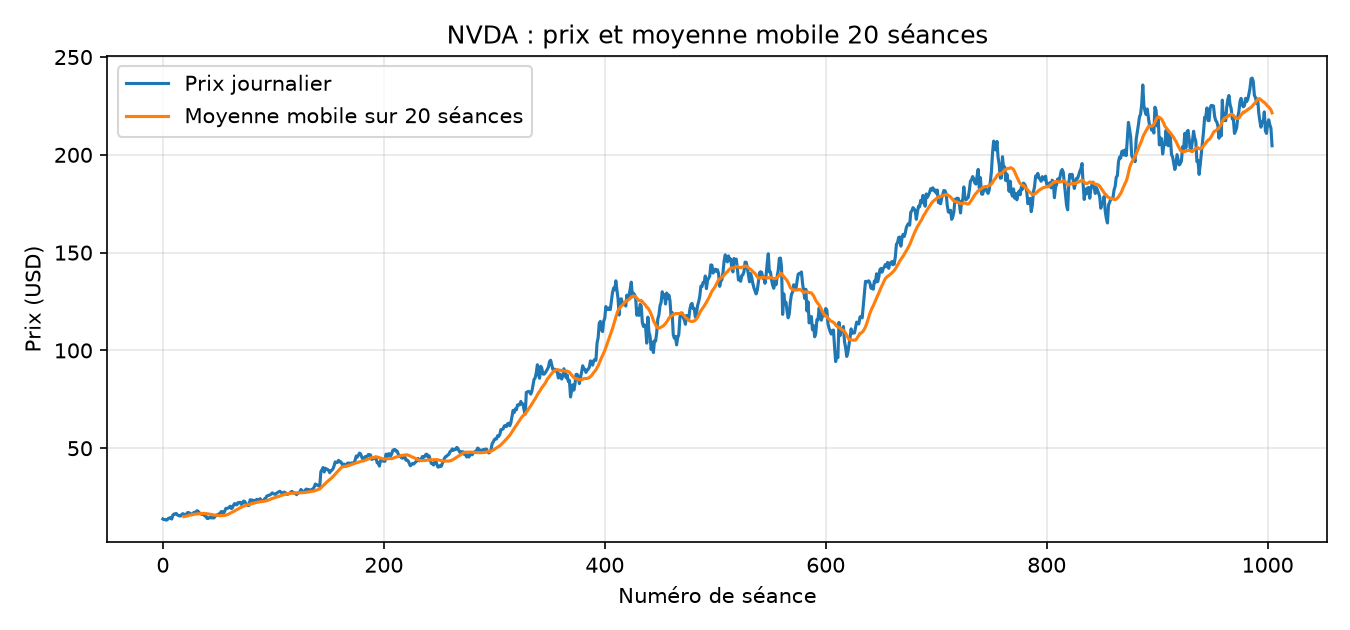 NVDA : prix et moyenne mobile 20 séances
250
200
150
100
50
Prix (USD)
Prix journalier
Moyenne mobile sur 20 séances
0 200 400 600 800 1000
Numéro de séance